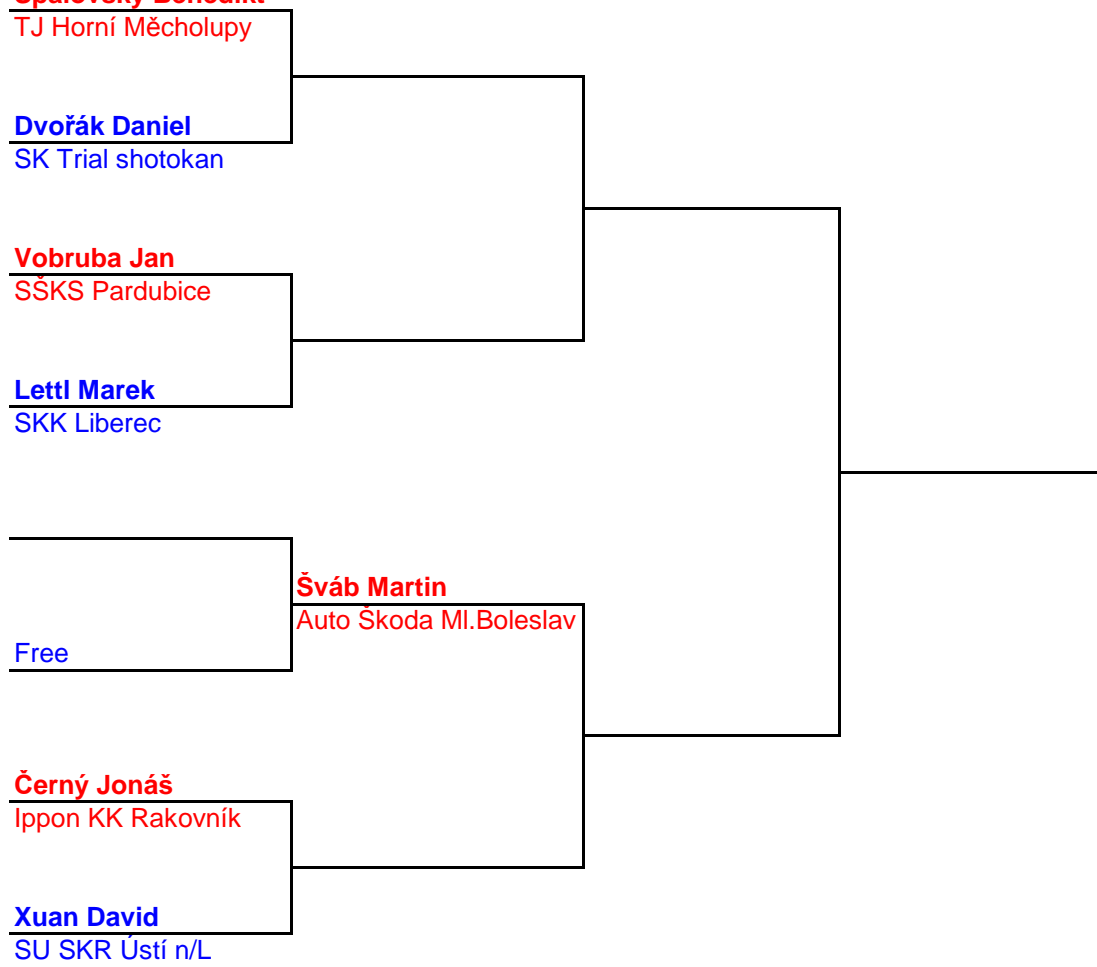 TJ Horní Měcholupy
Dvořák Daniel
SK Trial shotokan
Vobruba Jan
SŠKS Pardubice
Lettl Marek
SKK Liberec
Šváb Martin
Auto Škoda Ml.Boleslav
Free
Černý Jonáš
Ippon KK Rakovník
Xuan David
SU SKR Ústí n/L